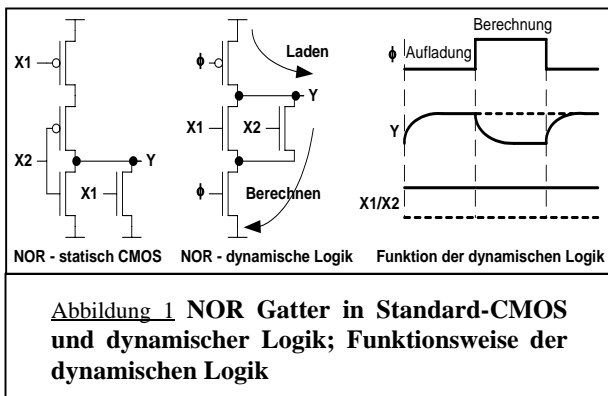 X1
X2
Y
X1
NOR - statisch CMOS
ϕ
Laden
Y
X1
X2
ϕ
Berechnen
NOR - dynamische Logik
Berechnung
ϕ
Aufladung
Y
X1/X2
Funktion der dynamischen Logik
Abbildung 1 NOR Gatter in Standard-CMOS
und dynamischer Logik; Funktionsweise der
dynamischen Logik